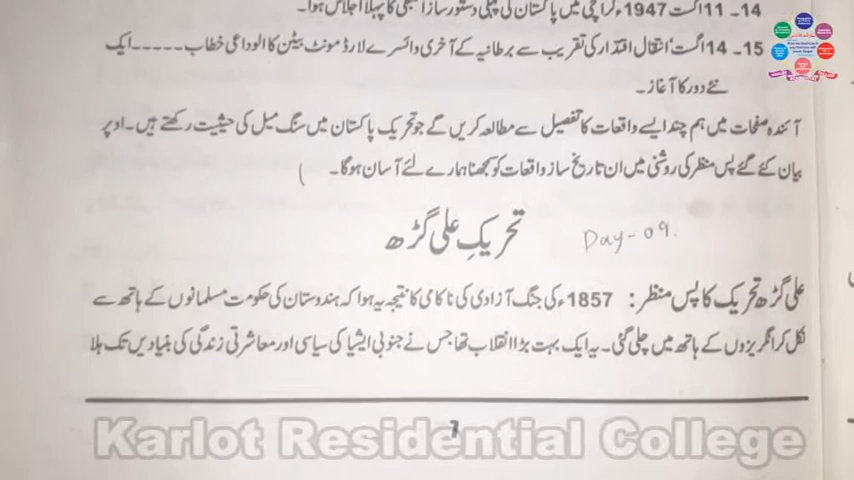 14۔ 11 اگست 1947ء کراچی میں پاکستان کی پہلی دستور ساز اسمبلی کا پہلا اجلاس ہوا۔
15۔ 14 اگست انتقال اقتدار کی تقریب سے برطانیہ کے آخری وائسرے لارڈ مونٹ بیٹن کا الوداعی خطاب ۔۔۔۔۔ ایک
نئے دور کا آغاز۔
آئندہ صفحات میں ہم چند ایسے واقعات کا تفصیل سے مطالعہ کریں گے جو تحریک پاکستان میں سنگ میل کی حیثیت رکھتے ہیں۔ اوپر
بیان کئے گئے پس منظر کی روشنی میں ان تاریخ ساز واقعات کو سمجھنا ہمارے لئے آسان ہوگا۔ (
تحریکِ علی گڑھ
Day - 09.
علی گڑھ تحریک کا پس منظر: 1857ء کی جنگ آزادی کی ناکامی کا نتیجہ یہ ہوا کہ ہندوستان کی حکومت مسلمانوں کے ہاتھ سے
نکل کر انگریزوں کے ہاتھ میں چلی گئی۔ یہ ایک بہت بڑا انقلاب تھا جس نے جنوبی ایشیا کی سیاسی اور معاشرتی زندگی کی بنیادیں تک ہلا
7
Karlot Residential College